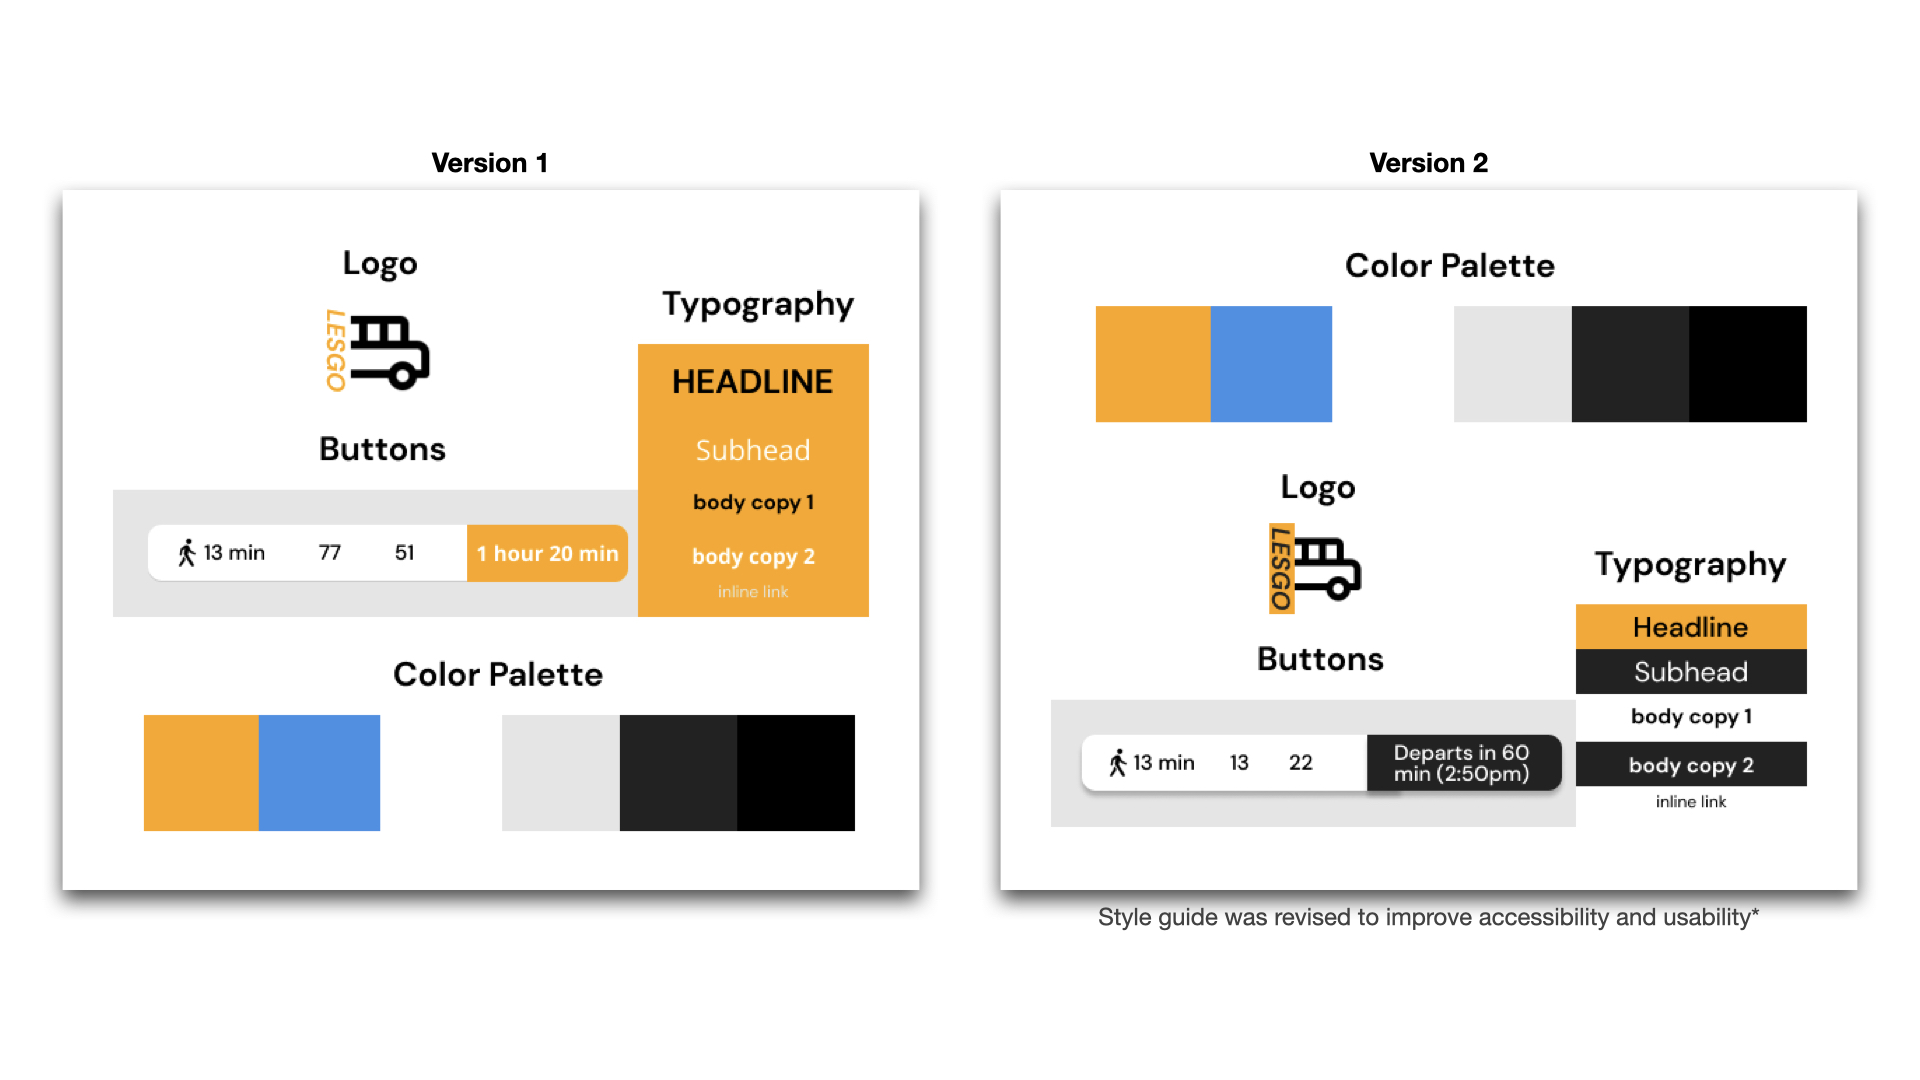 Version 1
Logo
LESGO
Buttons
13 min 77 51 1 hour 20 min
Typography
HEADLINE
Subhead
body copy 1
body copy 2
inline link
Color Palette
Version 2
Color Palette
Logo
LESGO
Buttons
13 min 13 22 Departs in 60
min (2:50pm)
Typography
Headline
Subhead
body copy 1
body copy 2
inline link
Style guide was revised to improve accessibility and usability*